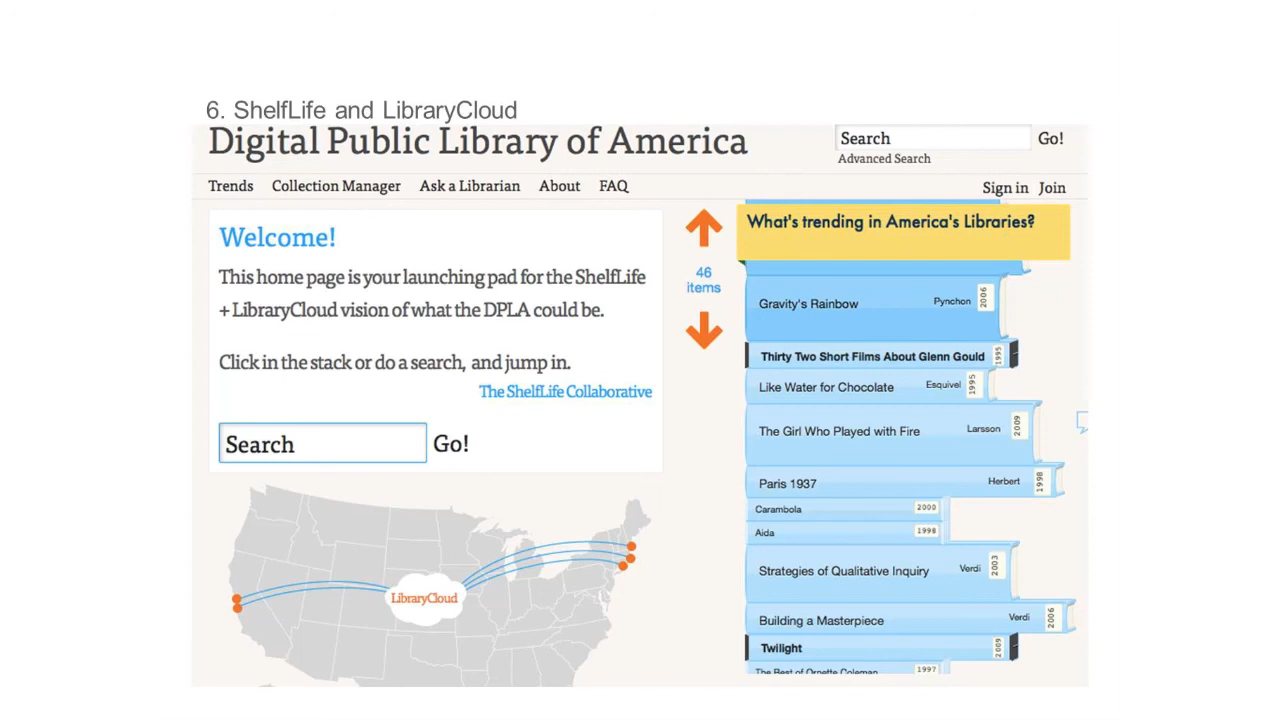 6. ShelfLife and LibraryCloud
Digital Public Library of America
Search
Go!
Advanced Search
Trends Collection Manager Ask a Librarian About FAQ
Sign in Join
Welcome!
This home page is your launching pad for the ShelfLife
+ LibraryCloud vision of what the DPLA could be.
Click in the stack or do a search, and jump in.
The ShelfLife Collaborative
Search
Go!
LibraryCloud
46
items
What's trending in America's Libraries?
Gravity's Rainbow Pynchon 2006
Thirty Two Short Films About Glenn Gould 1995
Like Water for Chocolate Esquivel 1995
The Girl Who Played with Fire Larsson 2009
Paris 1937 Herbert 1998
Carambola 2000
Aida 1998
Strategies of Qualitative Inquiry Verdi 2003
Building a Masterpiece Verdi 2006
Twilight 2009
The Best of Ornette Coleman 1997